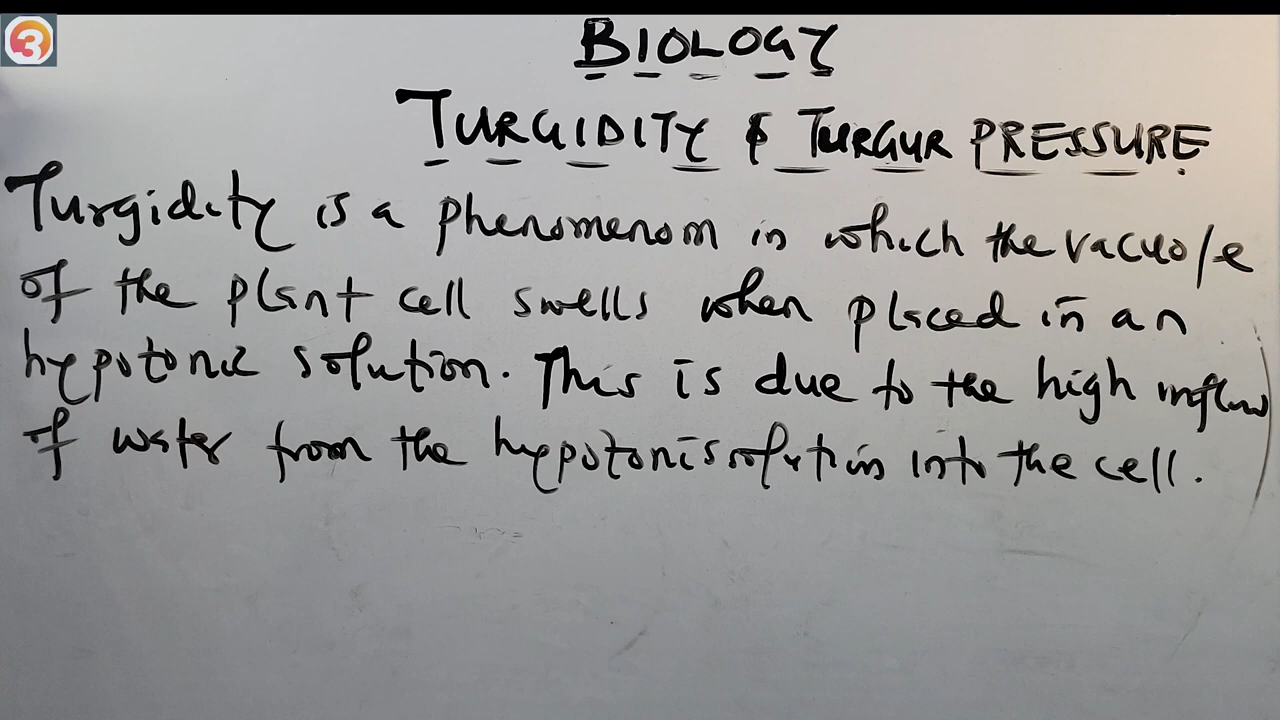 3
BIOLOGY
TURGIDITY & TURGUR PRESSURE
Turgidity is a phenomenom in which the vacuole
of the plant cell swells when placed in an
hypotonic solution. This is due to the high inflow
of water from the hypotonic solution into the cell.